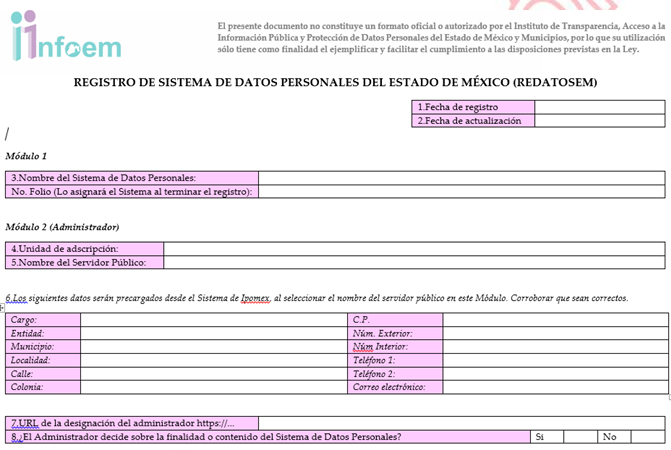 infoem
El presente documento no constituye un formato oficial o autorizado por el Instituto de Transparencia, Acceso a la
Información Pública y Protección de Datos Personales del Estado de México y Municipios, por lo que su utilización
sólo tiene como finalidad el ejemplificar y facilitar el cumplimiento a las disposiciones previstas en la Ley.
REGISTRO DE SISTEMA DE DATOS PERSONALES DEL ESTADO DE MÉXICO (REDATOSEM)
1.Fecha de registro
2.Fecha de actualización
/
Módulo 1
3.Nombre del Sistema de Datos Personales:
No. Folio (Lo asignará el Sistema al terminar el registro):
Módulo 2 (Administrador)
4.Unidad de adscripción:
5.Nombre del Servidor Público:
6.Los siguientes datos serán precargados desde el Sistema de Ipomex, al seleccionar el nombre del servidor público en este Módulo. Corroborar que sean correctos.
Cargo: C.P.
Entidad: Núm. Exterior:
Municipio: Núm Interior:
Localidad: Teléfono 1:
Calle: Teléfono 2:
Colonia: Correo electrónico:
7.URL de la designación del administrador https://...
8.¿El Administrador decide sobre la finalidad o contenido del Sistema de Datos Personales? Sí No